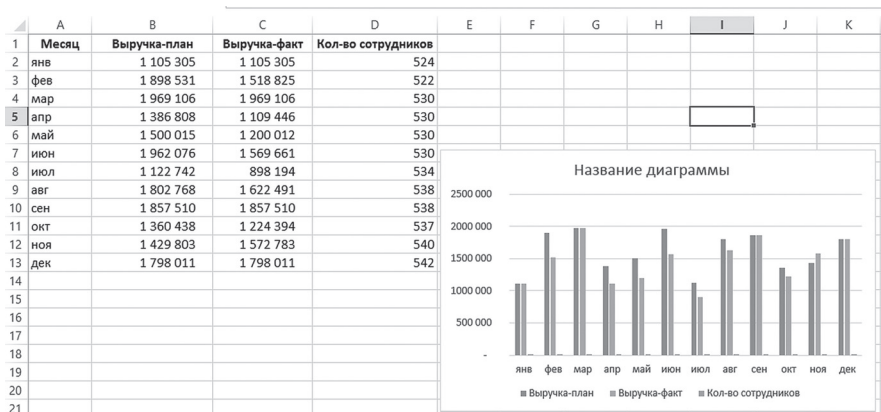 A B C D E F G H I J K
1 Месяц Выручка-план Выручка-факт Кол-во сотрудников
2 янв 1 105 305 1 105 305 524
3 фев 1 898 531 1 518 825 522
4 мар 1 969 106 1 969 106 530
5 апр 1 386 808 1 109 446 530
6 май 1 500 015 1 200 012 530
7 июн 1 962 076 1 569 661 530
8 июл 1 122 742 898 194 534
9 авг 1 802 768 1 622 491 538
10 сен 1 857 510 1 857 510 538
11 окт 1 360 438 1 224 394 537
12 ноя 1 429 803 1 572 783 540
13 дек 1 798 011 1 798 011 542
14
15
16
17
18
19
20
21
Название диаграммы
2500 000
2000 000
1500 000
1000 000
500 000
-
янв фев мар апр май июн июл авг сен окт ноя дек
Выручка-план Выручка-факт Кол-во сотрудников